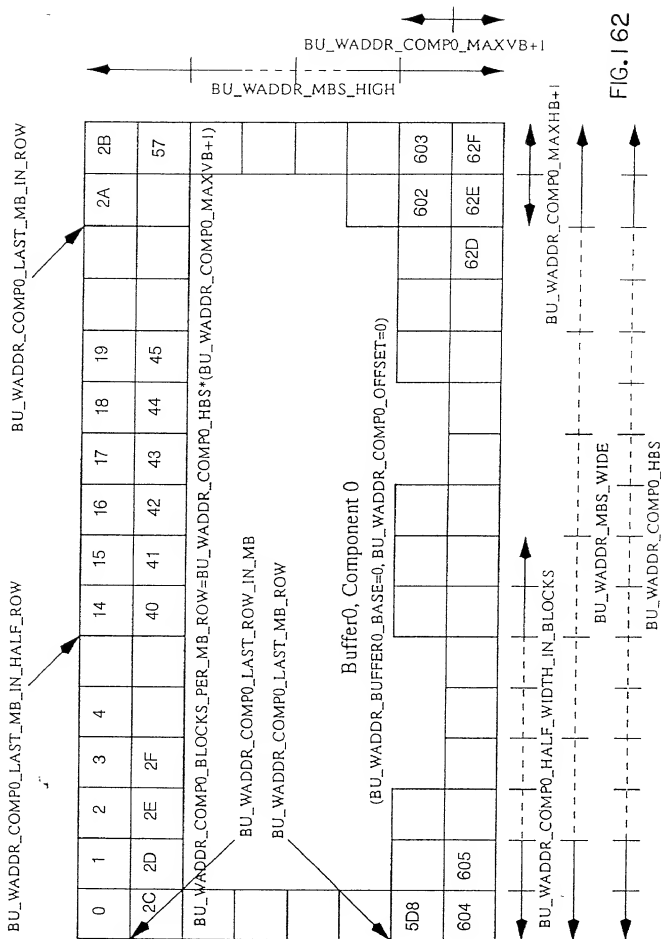 BU_WADDR_COMP0_LAST_MB_IN_HALF_ROW
BU_WADDR_COMP0_LAST_MB_IN_ROW
0 1 2 3 4 14 15 16 17 18 19 2A 2B
2C 2D 2E 2F 40 41 42 43 44 45 57
BU_WADDR_COMP0_BLOCKS_PER_MB_ROW=BU_WADDR_COMP0_HBS*(BU_WADDR_COMP0_MAXVB+1)
BU_WADDR_COMP0_LAST_ROW_IN_MB
BU_WADDR_COMP0_LAST_MB_ROW
Buffer0, Component 0
(BU_WADDR_BUFFER0_BASE=0, BU_WADDR_COMP0_OFFSET=0)
5D8 602 603
604 605 62D 62E 62F
BU_WADDR_MBS_HIGH
BU_WADDR_COMP0_MAXVB+1
BU_WADDR_COMP0_HALF_WIDTH_IN_BLOCKS
BU_WADDR_COMP0_MAXHB+1
BU_WADDR_MBS_WIDE
BU_WADDR_COMP0_HBS
FIG.162